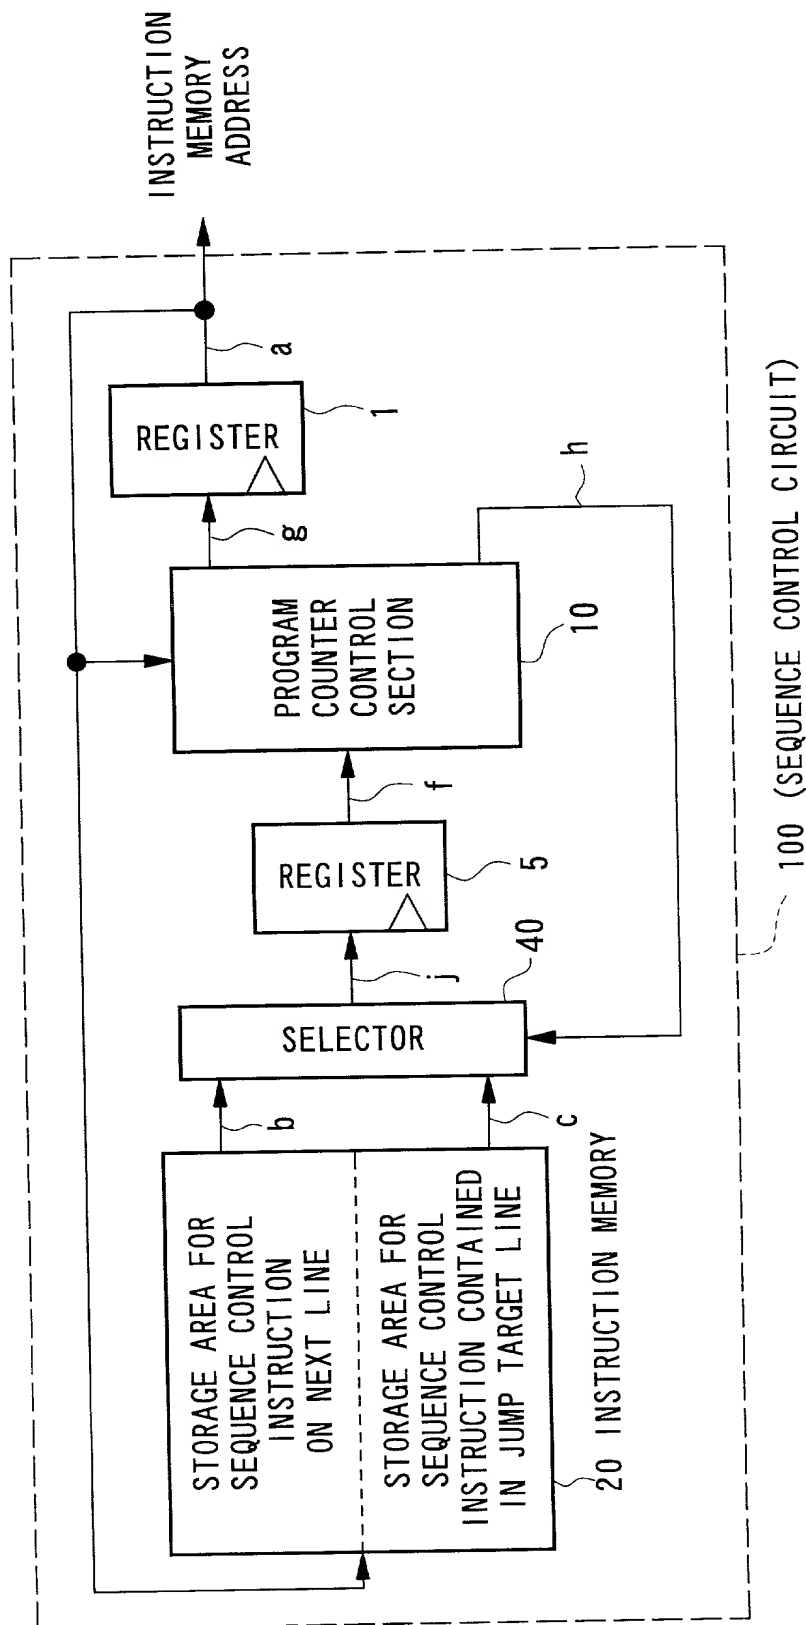 INSTRUCTION
MEMORY
ADDRESS
a
REGISTER
1
g
h
PROGRAM
COUNTER
CONTROL
SECTION
10
f
REGISTER
5
j
40
SELECTOR
b
c
STORAGE AREA FOR
SEQUENCE CONTROL
INSTRUCTION
ON NEXT LINE
STORAGE AREA FOR
SEQUENCE CONTROL
INSTRUCTION CONTAINED
IN JUMP TARGET LINE
20 INSTRUCTION MEMORY
100 (SEQUENCE CONTROL CIRCUIT)